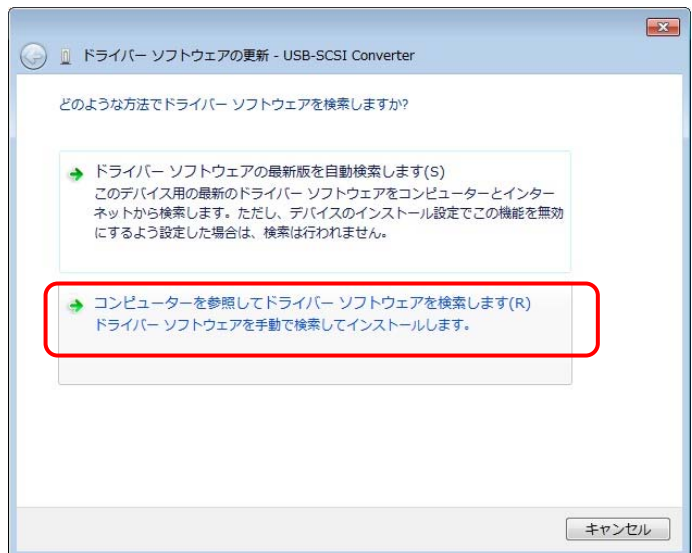 ドライバー ソフトウェアの更新 - USB-SCSI Converter
どのような方法でドライバー ソフトウェアを検索しますか?
ドライバー ソフトウェアの最新版を自動検索します(S)
このデバイス用の最新のドライバー ソフトウェアをコンピューターとインター
ネットから検索します。ただし、デバイスのインストール設定でこの機能を無効
にするよう設定した場合は、検索は行われません。
コンピューターを参照してドライバー ソフトウェアを検索します(R)
ドライバー ソフトウェアを手動で検索してインストールします。
キャンセル